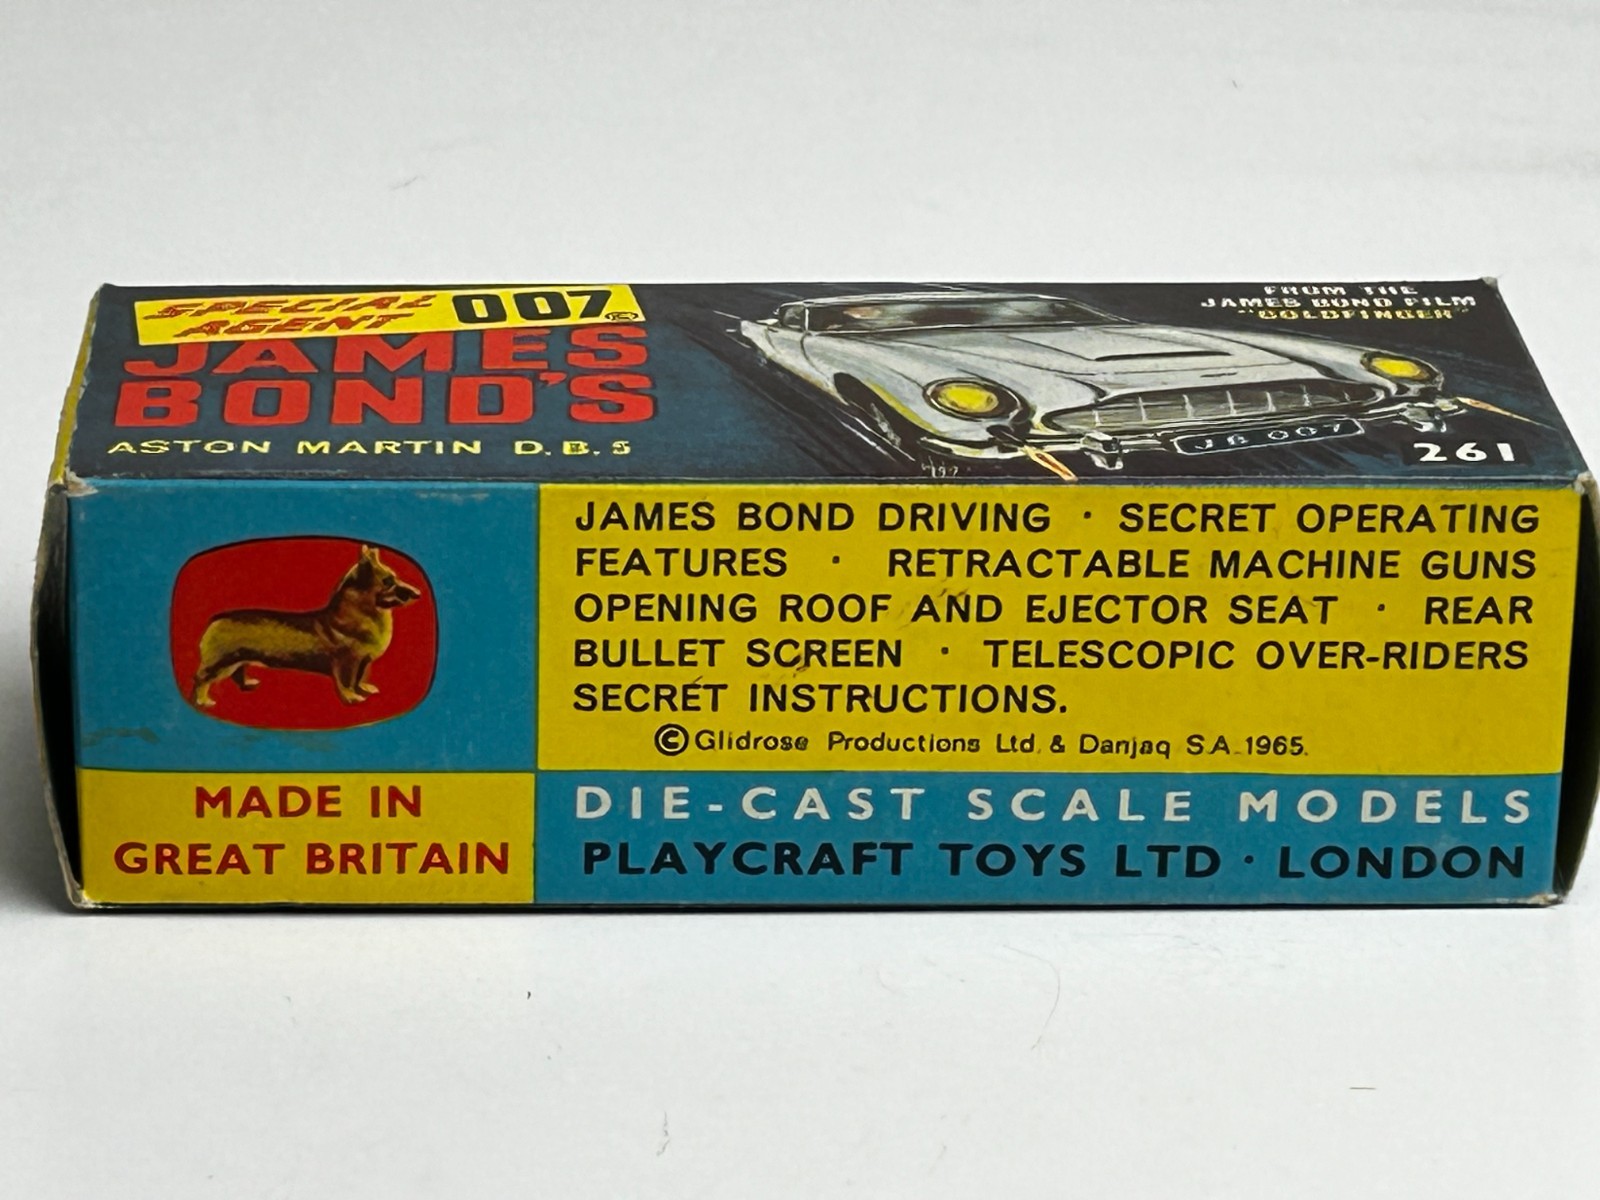 SPECIAL AGENT 007
JAMES BOND'S
ASTON MARTIN D.B.5
FROM THE
JAMES BOND FILM
"GOLDFINGER"
JB 007
261
JAMES BOND DRIVING · SECRET OPERATING
FEATURES · RETRACTABLE MACHINE GUNS
OPENING ROOF AND EJECTOR SEAT · REAR
BULLET SCREEN · TELESCOPIC OVER-RIDERS
SECRET INSTRUCTIONS.
©Glidrose Productions Ltd. & Danjaq S.A. 1965.
MADE IN
GREAT BRITAIN
DIE-CAST SCALE MODELS
PLAYCRAFT TOYS LTD · LONDON